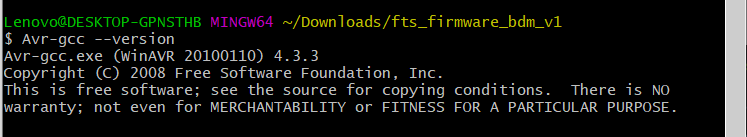 Lenovo@DESKTOP-GPNSTHB MINGW64 ~/Downloads/fts_firmware_bdm_v1
$ Avr-gcc --version
Avr-gcc.exe (WinAVR 20100110) 4.3.3
Copyright (C) 2008 Free Software Foundation, Inc.
This is free software; see the source for copying conditions.  There is NO
warranty; not even for MERCHANTABILITY or FITNESS FOR A PARTICULAR PURPOSE.